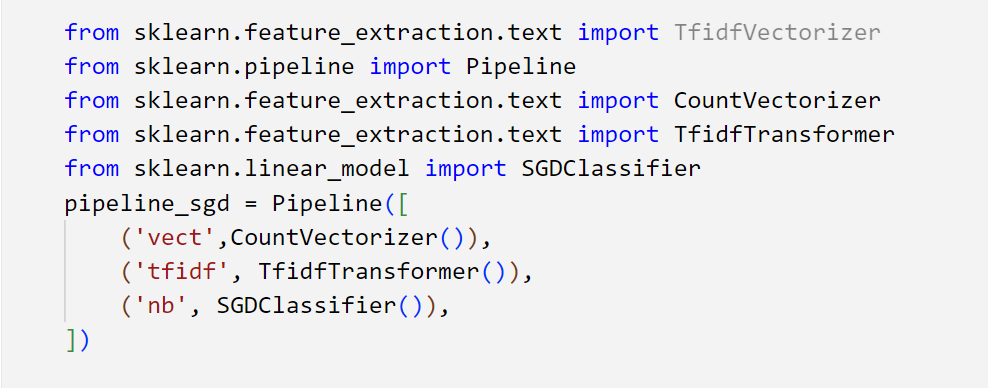 from sklearn.feature_extraction.text import TfidfVectorizer
from sklearn.pipeline import Pipeline
from sklearn.feature_extraction.text import CountVectorizer
from sklearn.feature_extraction.text import TfidfTransformer
from sklearn.linear_model import SGDClassifier
pipeline_sgd = Pipeline([
    ('vect',CountVectorizer()),
    ('tfidf', TfidfTransformer()),
    ('nb', SGDClassifier()),
])